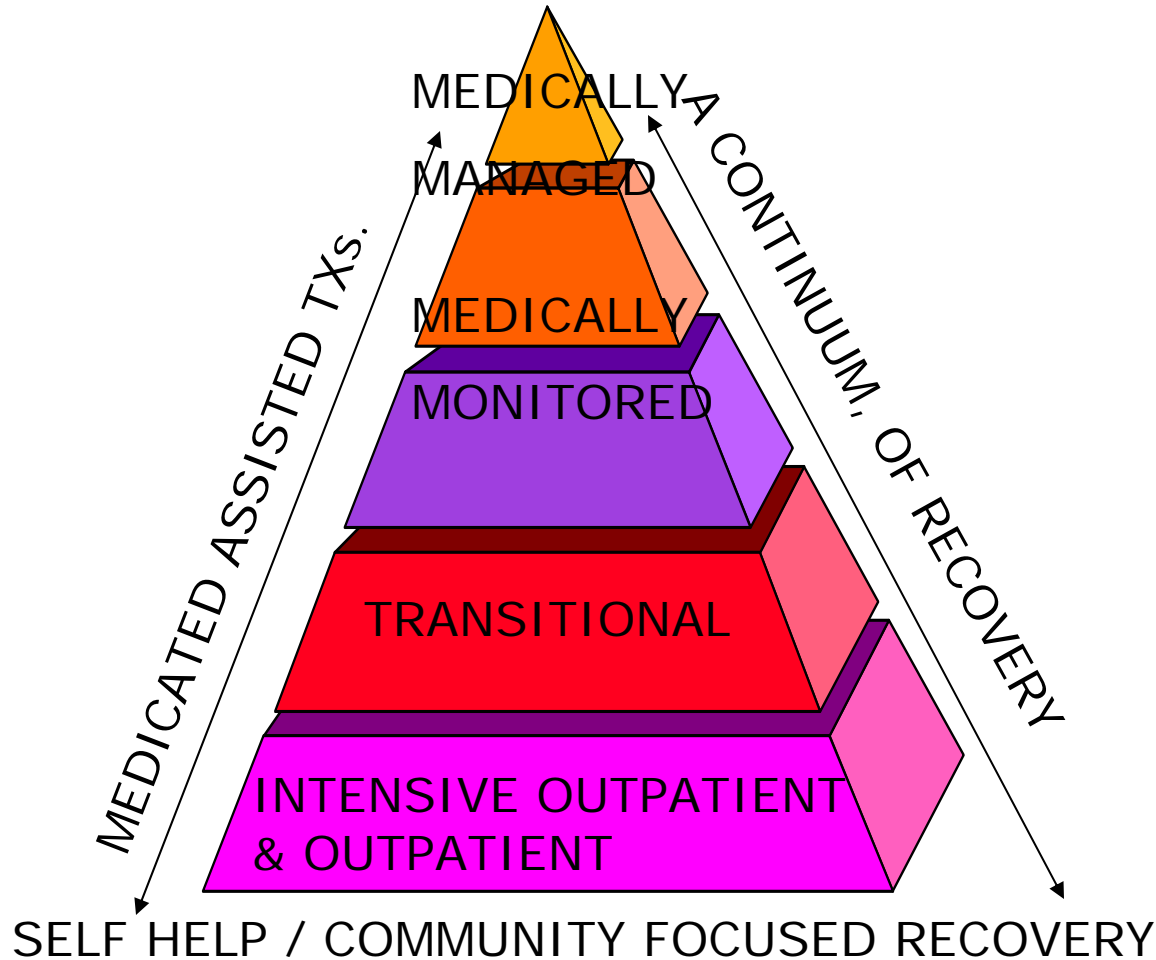 MEDICALLY
MANAGED
MEDICALLY
MONITORED
TRANSITIONAL
INTENSIVE OUTPATIENT
& OUTPATIENT
MEDICATED ASSISTED TXs.
A CONTINUUM, OF RECOVERY
SELF HELP / COMMUNITY FOCUSED RECOVERY